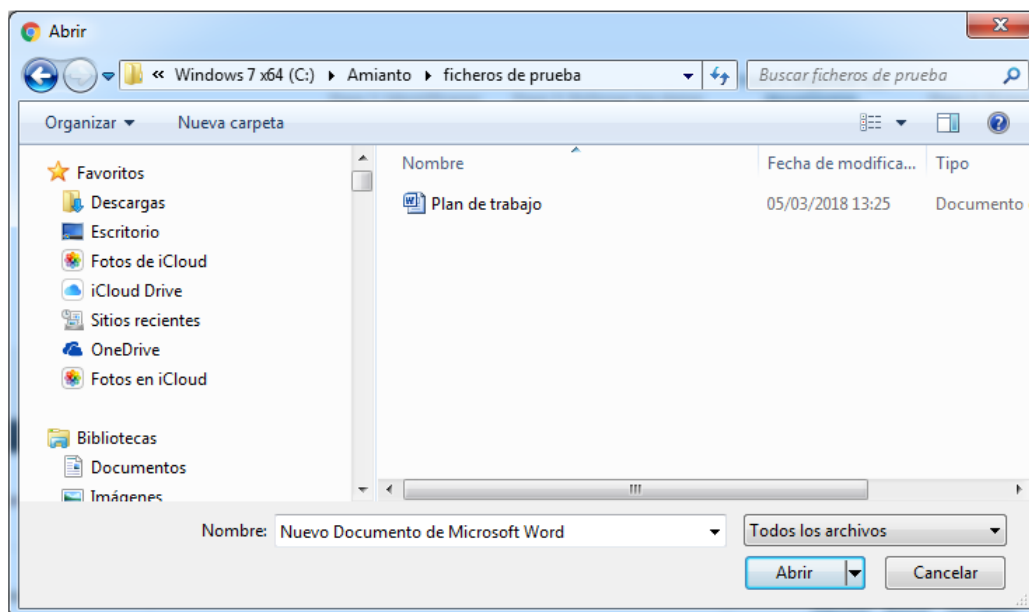 Abrir
« Windows 7 x64 (C:) Amianto ficheros de prueba
Buscar ficheros de prueba
Organizar Nueva carpeta
Nombre Fecha de modifica... Tipo
Plan de trabajo 05/03/2018 13:25 Documento
Favoritos
Descargas
Escritorio
Fotos de iCloud
iCloud Drive
Sitios recientes
OneDrive
Fotos en iCloud
Bibliotecas
Documentos
Imágenes
Nombre: Nuevo Documento de Microsoft Word Todos los archivos
Abrir Cancelar